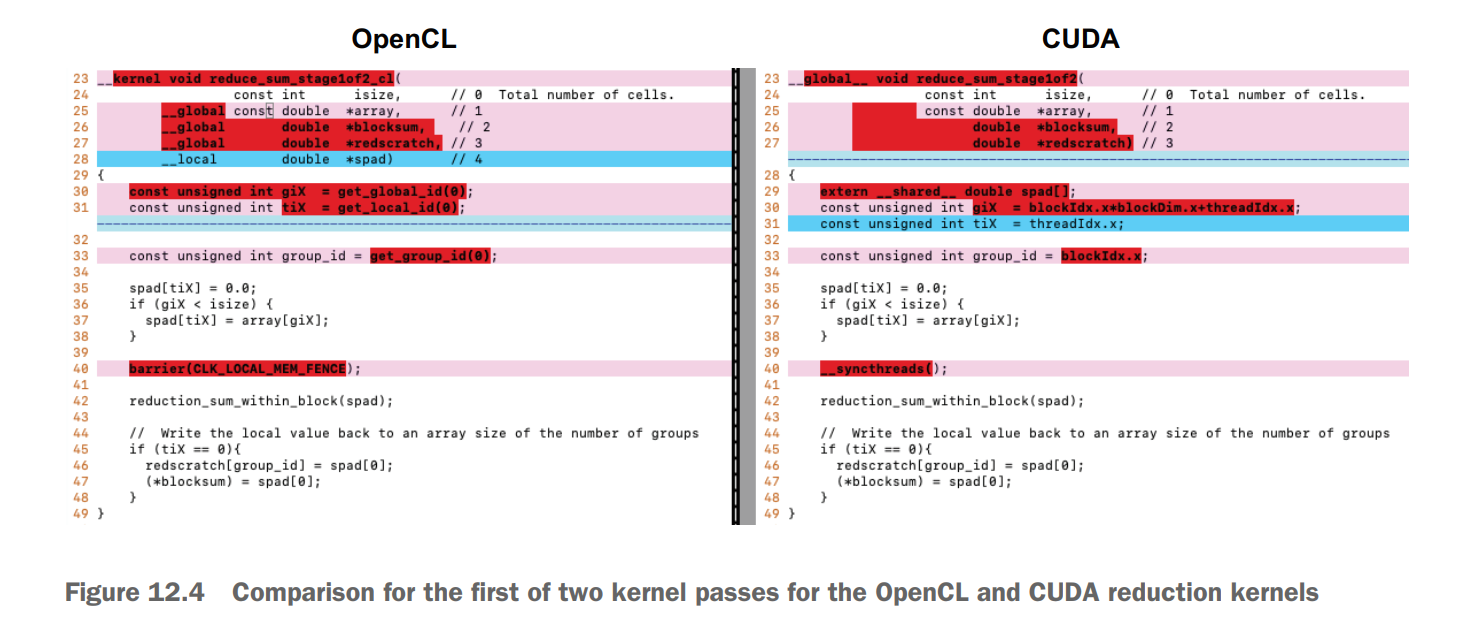 OpenCL
23 __kernel void reduce_sum_stage1of2_cl(
24 const int isize, // 0 Total number of cells.
25 __global const double *array, // 1
26 __global double *blocksum, // 2
27 __global double *redscratch, // 3
28 __local double *spad) // 4
29 {
30 const unsigned int giX = get_global_id(0);
31 const unsigned int tiX = get_local_id(0);
32
33 const unsigned int group_id = get_group_id(0);
34
35 spad[tiX] = 0.0;
36 if (giX < isize) {
37 spad[tiX] = array[giX];
38 }
39
40 barrier(CLK_LOCAL_MEM_FENCE);
41
42 reduction_sum_within_block(spad);
43
44 // Write the local value back to an array size of the number of groups
45 if (tiX == 0){
46 redscratch[group_id] = spad[0];
47 (*blocksum) = spad[0];
48 }
49 }
CUDA
23 __global__ void reduce_sum_stage1of2(
24 const int isize, // 0 Total number of cells.
25 const double *array, // 1
26 double *blocksum, // 2
27 double *redscratch) // 3
28 {
29 extern __shared__ double spad[];
30 const unsigned int giX = blockIdx.x*blockDim.x+threadIdx.x;
31 const unsigned int tiX = threadIdx.x;
32
33 const unsigned int group_id = blockIdx.x;
34
35 spad[tiX] = 0.0;
36 if (giX < isize) {
37 spad[tiX] = array[giX];
38 }
39
40 __syncthreads();
41
42 reduction_sum_within_block(spad);
43
44 // Write the local value back to an array size of the number of groups
45 if (tiX == 0){
46 redscratch[group_id] = spad[0];
47 (*blocksum) = spad[0];
48 }
49 }
Figure 12.4 Comparison for the first of two kernel passes for the OpenCL and CUDA reduction kernels